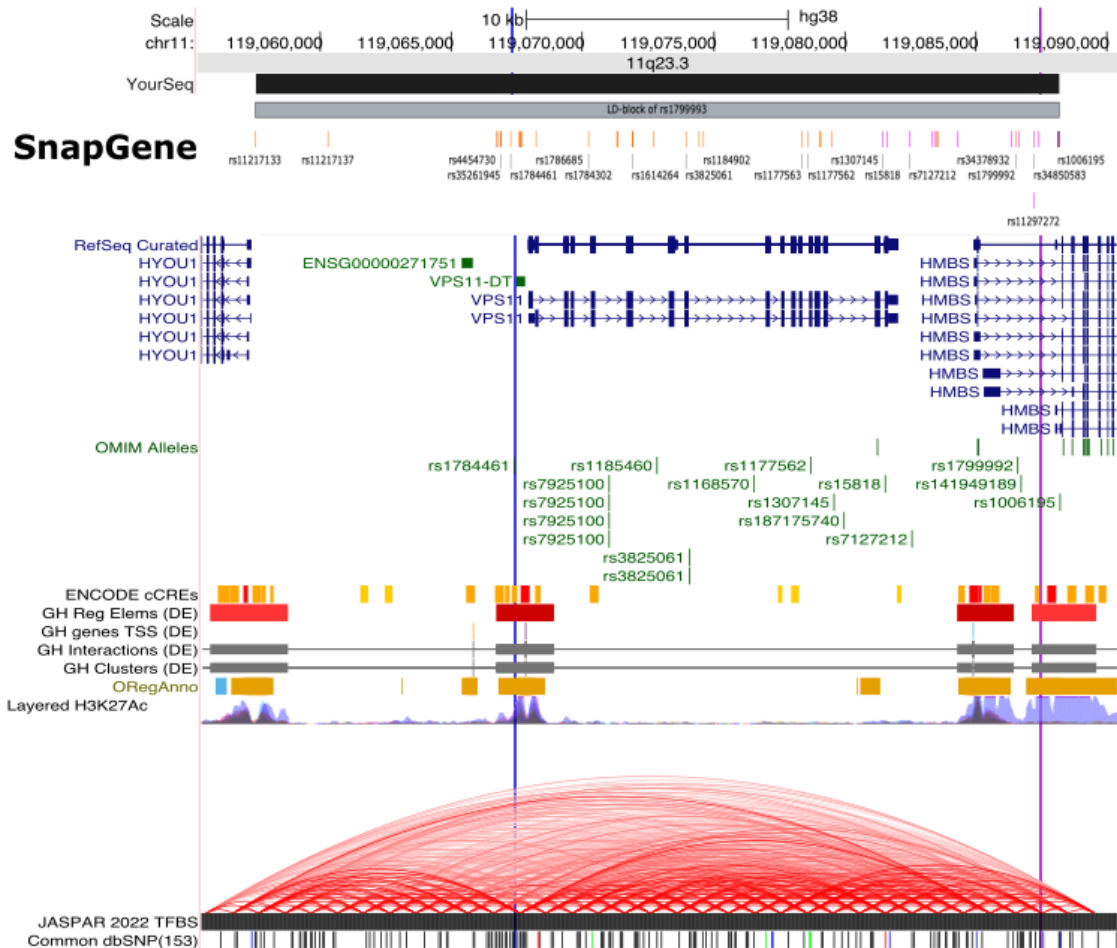 Scale 10 kb hg38
chr11: 119,060,000 119,065,000 119,070,000 119,075,000 119,080,000 119,085,000 119,090,000
11q23.3
YourSeq
LD-block of rs1799993
SnapGene
rs11217133 rs11217137 rs4454730 rs1786685 rs1184902 rs1307145 rs34378932 rs1006195
rs35261945 rs1784461 rs1784302 rs1614264 rs3825061 rs1177563 rs1177562 rs15818 rs7127212 rs1799992 rs34850583
rs11297272
RefSeq Curated
HYOU1 ENSG00000271751 HMBS
HYOU1 VPS11-DT HMBS
HYOU1 VPS11 HMBS
HYOU1 VPS11 HMBS
HYOU1 HMBS
HYOU1 HMBS
HMBS
HMBS
HMBS
HMBS
OMIM Alleles
rs1784461 rs1185460 rs1177562 rs1799992
rs7925100 rs1168570 rs15818 rs141949189
rs7925100 rs1307145 rs1006195
rs7925100 rs187175740
rs7925100 rs7127212
rs3825061
rs3825061
ENCODE cCREs
GH Reg Elems (DE)
GH genes TSS (DE)
GH Interactions (DE)
GH Clusters (DE)
ORegAnno
Layered H3K27Ac
JASPAR 2022 TFBS
Common dbSNP(153)